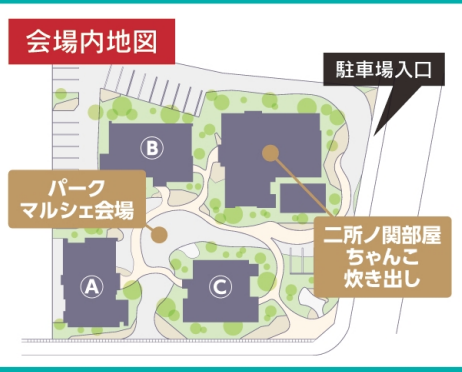 会場内地図
駐車場入口
Ⓑ
パーク
マルシェ会場
二所ノ関部屋
ちゃんこ
炊き出し
Ⓐ
Ⓒ